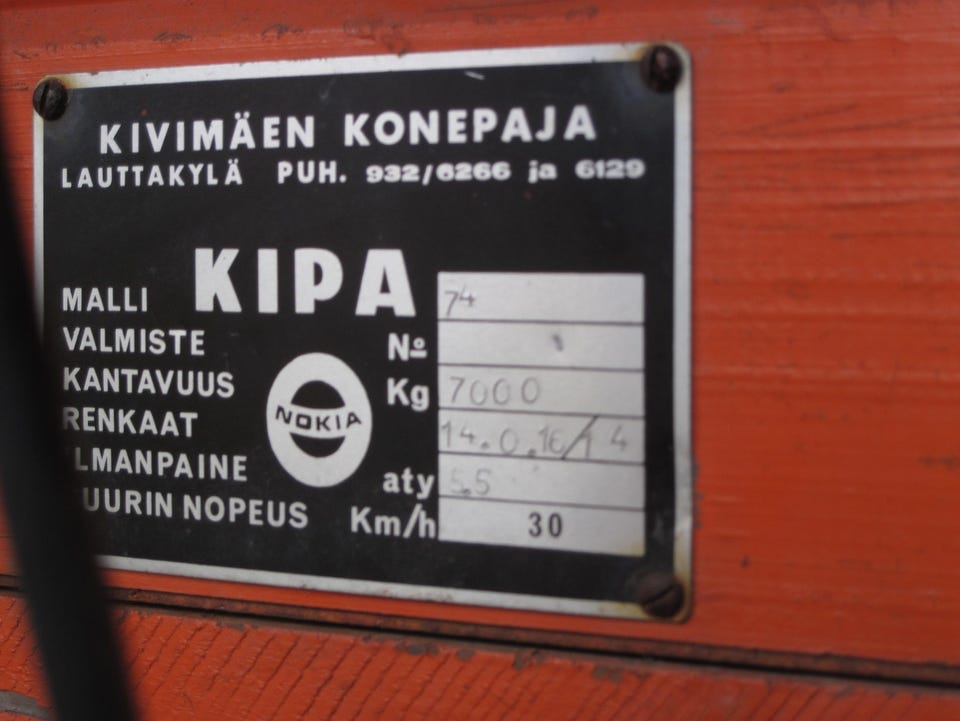 KIVIMÄEN KONEPAJA
LAUTTAKYLÄ PUH. 932/6266 ja 6129
MALLI KIPA 74
VALMISTE Nº
KANTAVUUS Kg 7000
NOKIA
RENKAAT 14.0.16/14
LMANPAINE aty 5.5
UURIN NOPEUS Km/h 30